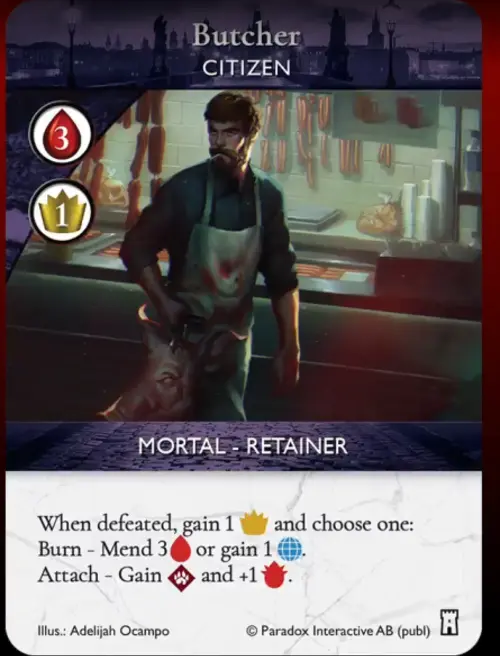 Butcher
CITIZEN
3
1
MORTAL - RETAINER
When defeated, gain 1 and choose one:
Burn - Mend 3 or gain 1 .
Attach - Gain and +1 .
Illus.: Adelijah Ocampo © Paradox Interactive AB (publ)